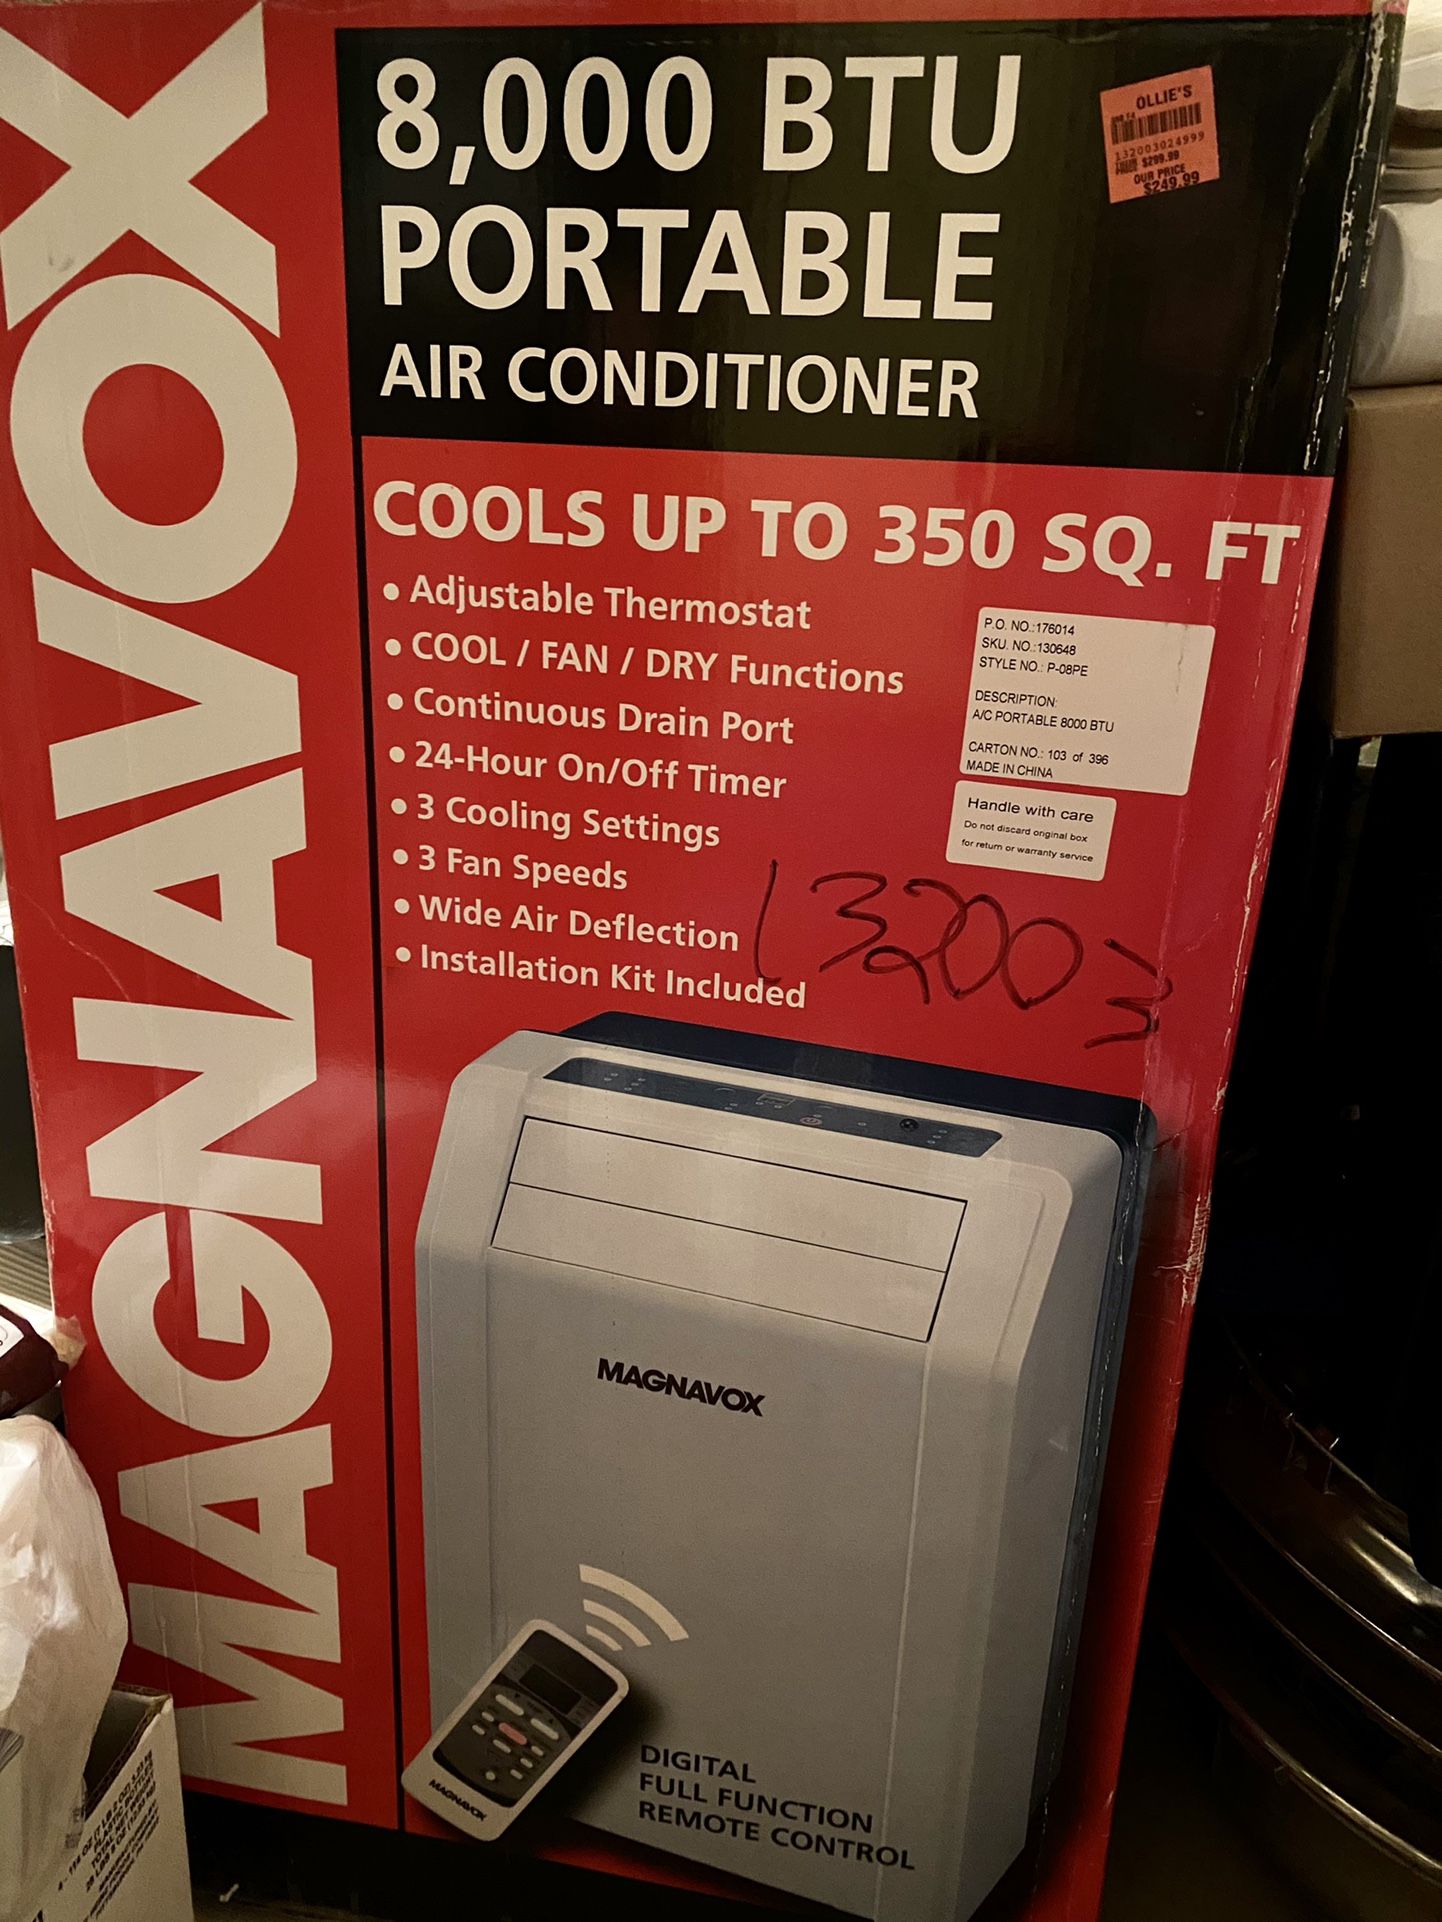 MAGNAVOX
8,000 BTU
PORTABLE
AIR CONDITIONER
OLLIE'S
132003024999
$299.99
OUR PRICE
$249.99
COOLS UP TO 350 SQ. FT
• Adjustable Thermostat
• COOL / FAN / DRY Functions
• Continuous Drain Port
• 24-Hour On/Off Timer
• 3 Cooling Settings
• 3 Fan Speeds
• Wide Air Deflection
• Installation Kit Included
P.O. NO.:176014
SKU. NO.:130648
STYLE NO.: P-08PE
DESCRIPTION:
A/C PORTABLE 8000 BTU
CARTON NO.: 103 of 396
MADE IN CHINA
Handle with care
Do not discard original box
for return or warranty service
132003
MAGNAVOX
MAGNAVOX
DIGITAL
FULL FUNCTION
REMOTE CONTROL